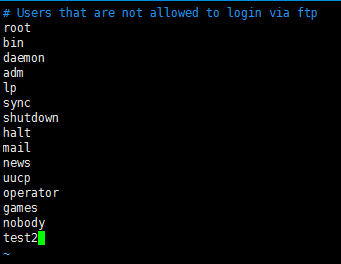 # Users that are not allowed to login via ftp
root
bin
daemon
adm
lp
sync
shutdown
halt
mail
news
uucp
operator
games
nobody
test2
~